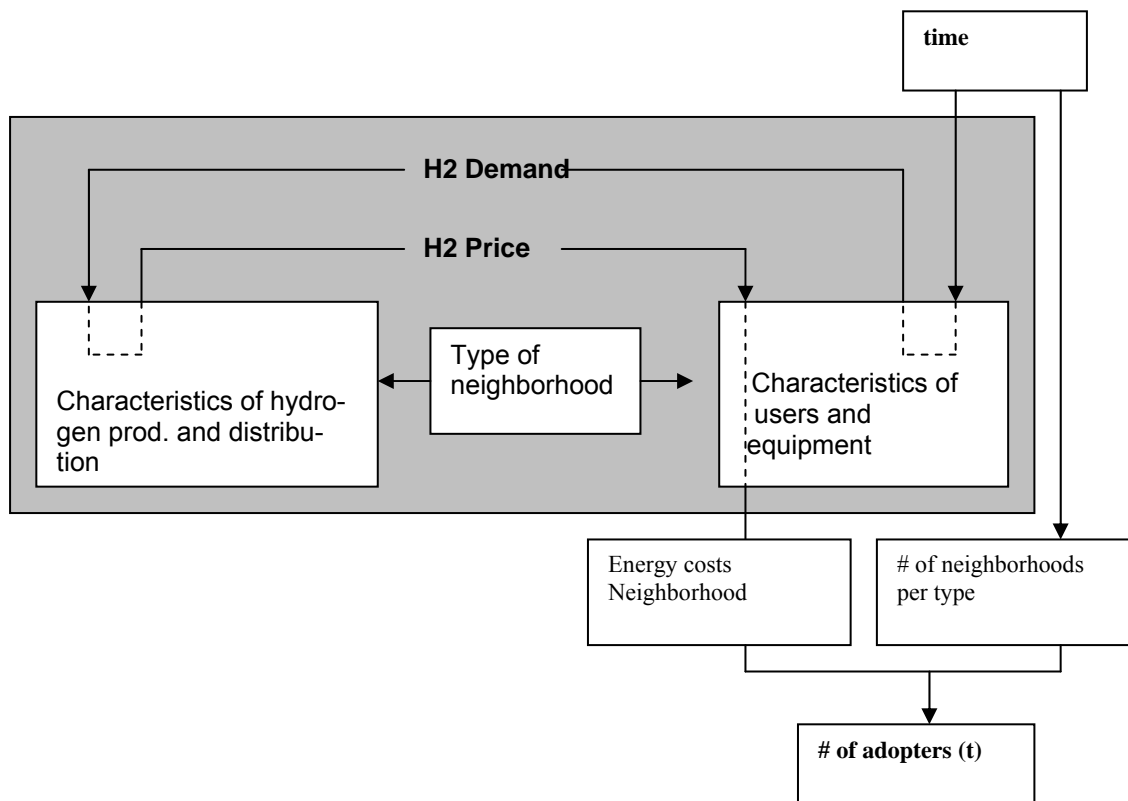 time
H2 Demand
H2 Price
Type of
neighborhood
Characteristics of hydro-
gen prod. and distribu-
tion
Characteristics of
users and
equipment
Energy costs
Neighborhood
# of neighborhoods
per type
# of adopters (t)